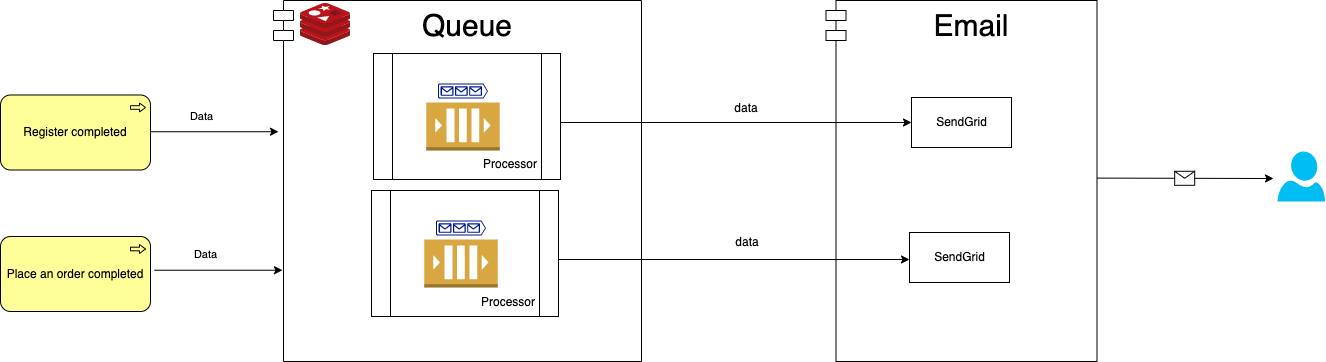 Queue
Email
Register completed
Data
Processor
data
SendGrid
Place an order completed
Data
Processor
data
SendGrid